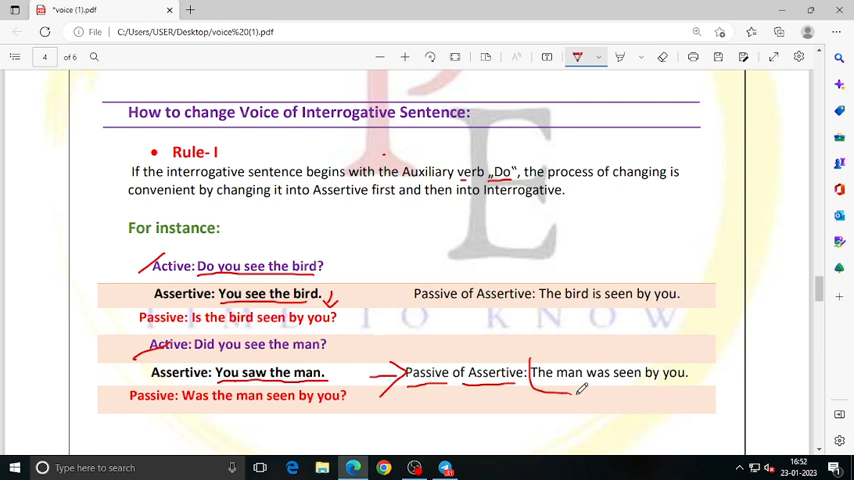 *voice (1).pdf
File
C:/Users/USER/Desktop/voice%20(1).pdf
4 of 6
How to change Voice of Interrogative Sentence:
• Rule- I
If the interrogative sentence begins with the Auxiliary verb „Do‟, the process of changing is
convenient by changing it into Assertive first and then into Interrogative.
For instance:
Active: Do you see the bird?
Assertive: You see the bird. Passive of Assertive: The bird is seen by you.
Passive: Is the bird seen by you?
TIME TO KNOW
Active: Did you see the man?
Assertive: You saw the man. Passive of Assertive: The man was seen by you.
Passive: Was the man seen by you?
Type here to search
16:52
23-01-2023